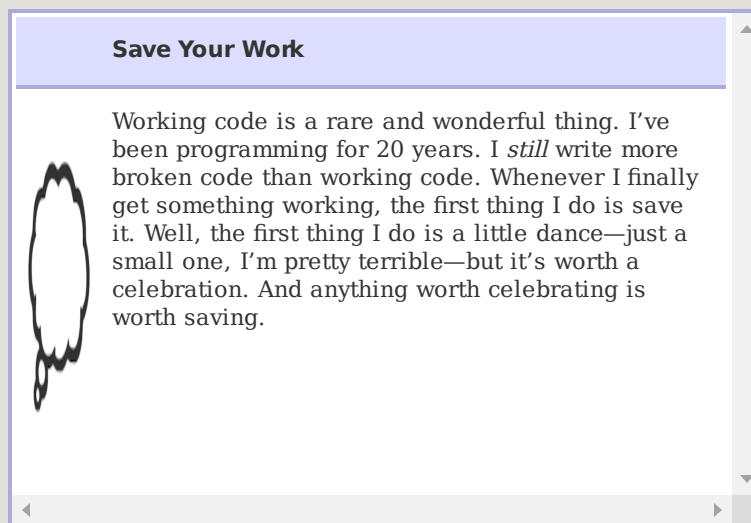 Save Your Work
Working code is a rare and wonderful thing. I’ve
been programming for 20 years. I still write more
broken code than working code. Whenever I finally
get something working, the first thing I do is save
it. Well, the first thing I do is a little dance—just a
small one, I’m pretty terrible—but it’s worth a
celebration. And anything worth celebrating is
worth saving.